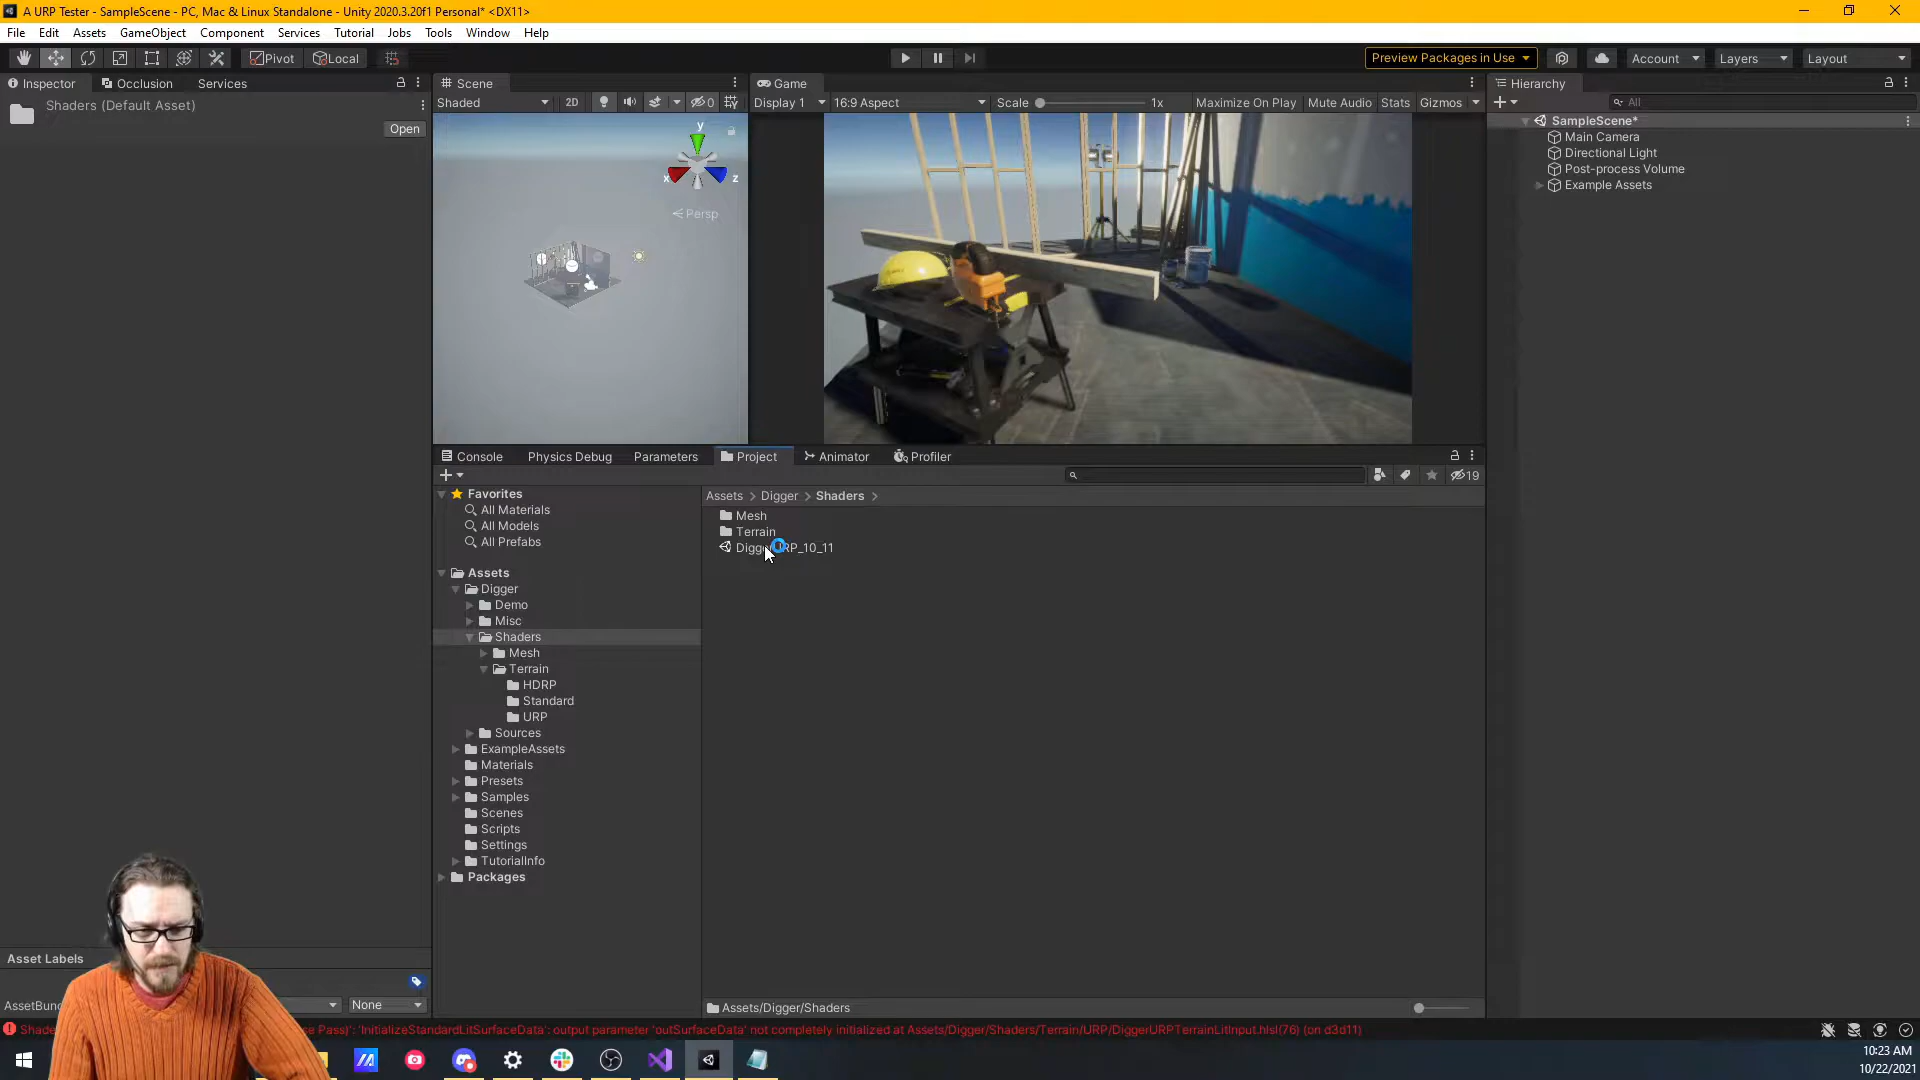 A URP Tester - SampleScene - PC, Mac & Linux Standalone - Unity 2020.3.20f1 Personal* <DX11>
File Edit Assets GameObject Component Services Tutorial Jobs Tools Window Help
Pivot Local Preview Packages in Use Account Layers Layout
Inspector Occlusion Services
Shaders (Default Asset)
Open
Scene
Shaded 2D 0
y
x z
Persp
Game
Display 1 16:9 Aspect Scale 1x Maximize On Play Mute Audio Stats Gizmos
Hierarchy
All
SampleScene*
Main Camera
Directional Light
Post-process Volume
Example Assets
Console Physics Debug Parameters Project Animator Profiler
19
Favorites
All Materials
All Models
All Prefabs
Assets
Digger
Demo
Misc
Shaders
Mesh
Terrain
HDRP
Standard
URP
Sources
ExampleAssets
Materials
Presets
Samples
Scenes
Scripts
Settings
TutorialInfo
Packages
Assets > Digger > Shaders >
Mesh
Terrain
Assets/Digger/Shaders
Asset Labels
None
'InitializeStandardLitSurfaceData': output parameter 'outSurfaceData' not completely initialized at Assets/Digger/Shaders/Terrain/URP/DiggerURPTerrainLitInput.hlsl(76) (on d3d11)
10:23 AM
10/22/2021